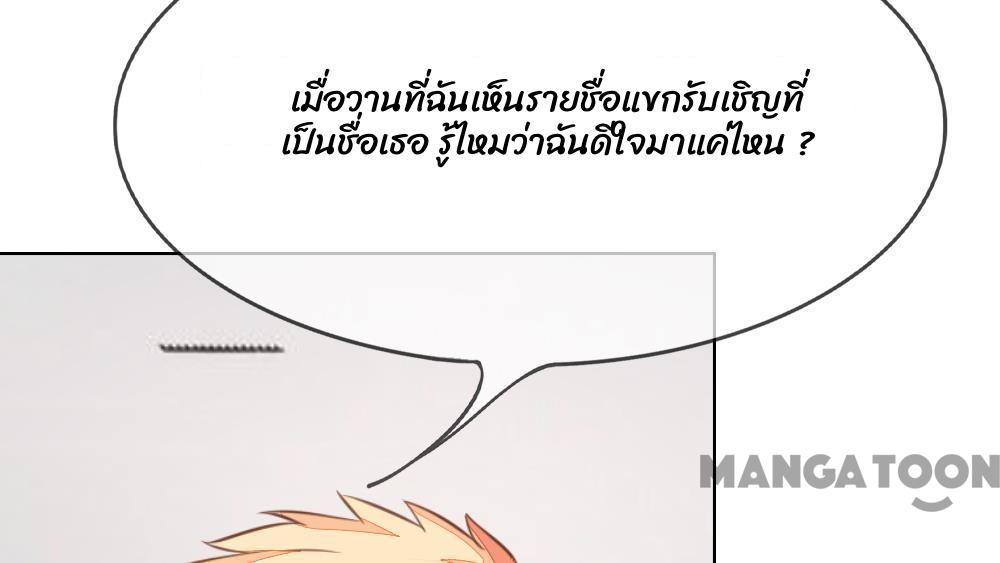 เมื่อวานที่ฉันเห็นรายชื่อแขกรับเชิญที่
เป็นชื่อเธอ รู้ไหมว่าฉันดีใจมาแค่ไหน ?
MANGATOON